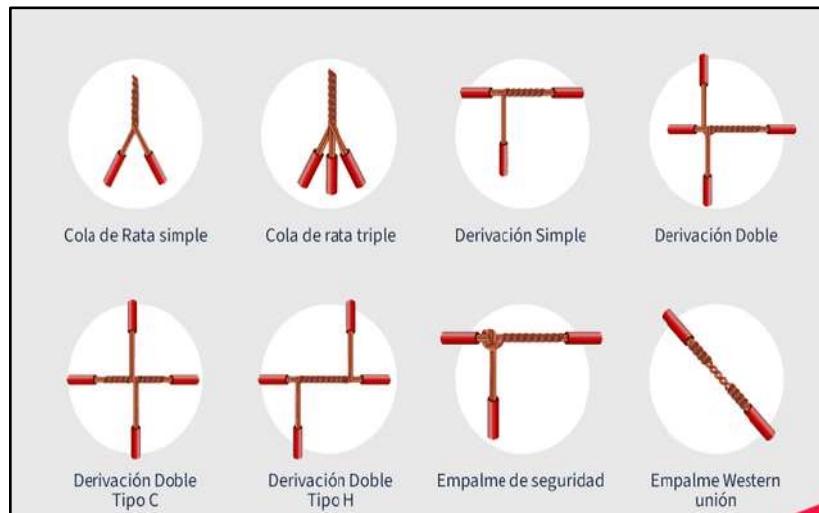 Cola de Rata simple
Cola de rata triple
Derivación Simple
Derivación Doble
Derivación Doble
Tipo C
Derivación Doble
Tipo H
Empalme de seguridad
Empalme Western
unión